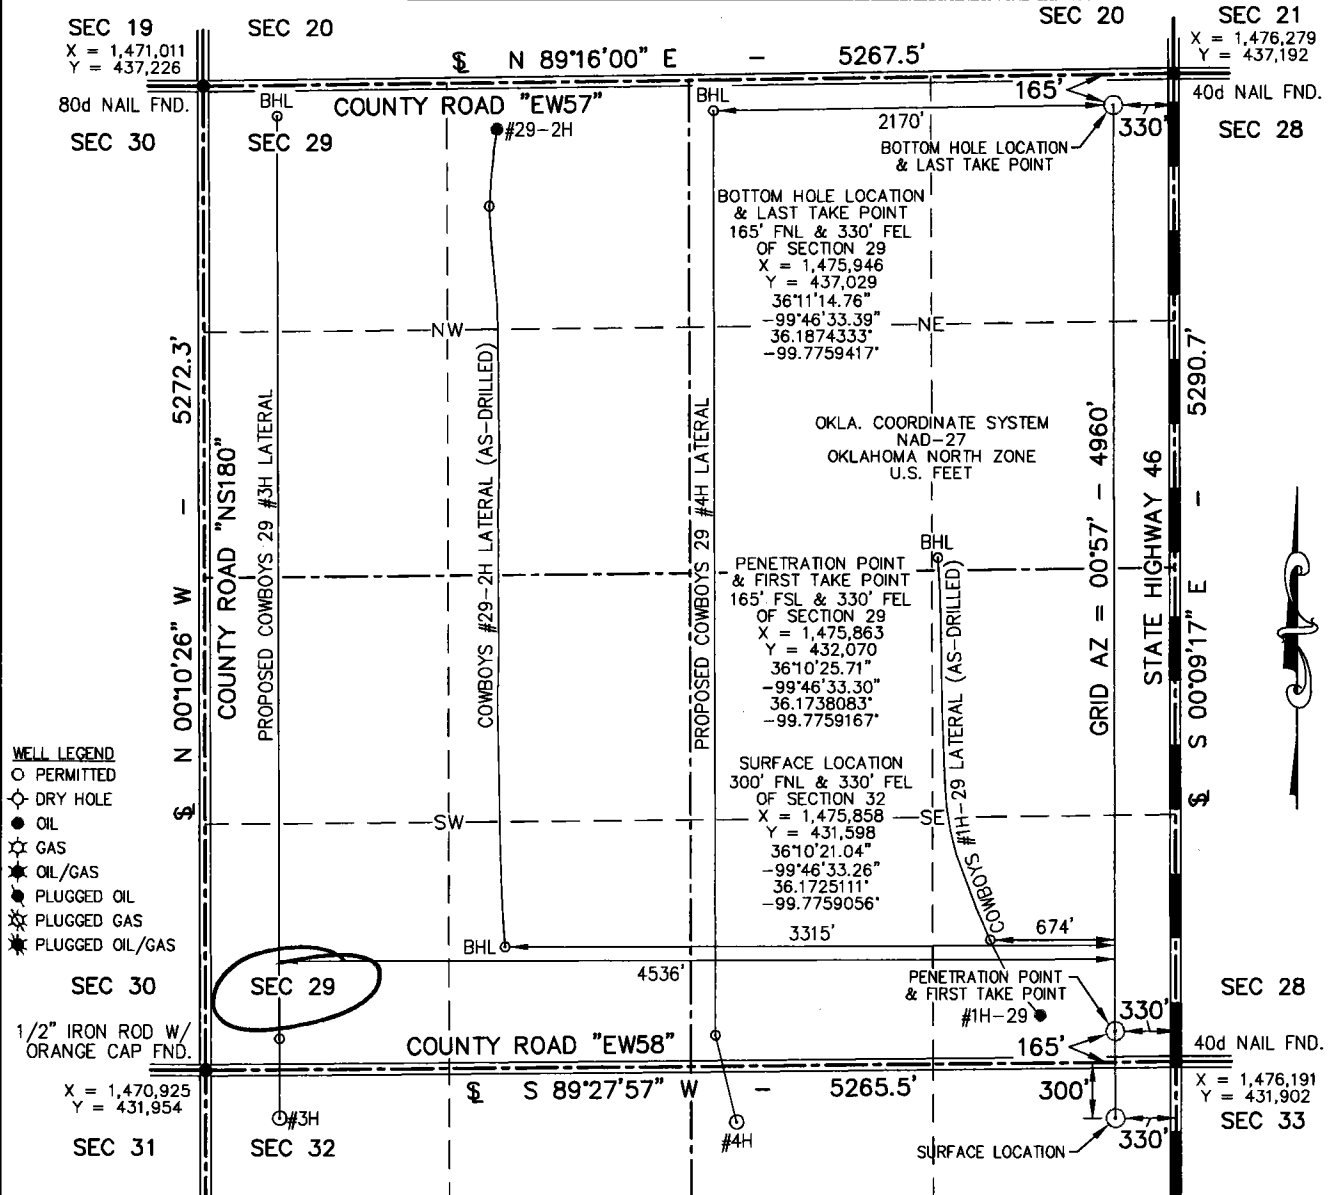 SEC 19
SEC 20
SEC 20
SEC 21
X = 1,471,011
Y = 437,226
N 89°16'00" E - 5267.5'
X = 1,476,279
Y = 437,192
80d NAIL FND.
BHL
COUNTY ROAD "EW57"
BHL
165'
40d NAIL FND.
SEC 30
SEC 29
#29-2H
2170'
330'
SEC 28
BOTTOM HOLE LOCATION
& LAST TAKE POINT
BOTTOM HOLE LOCATION
& LAST TAKE POINT
165' FNL & 330' FEL
OF SECTION 29
X = 1,475,946
Y = 437,029
36°11'14.76"
-99°46'33.39"
36.1874333°
-99.7759417°
NW
NE
N 00°10'26" W - 5272.3'
COUNTY ROAD "NS180"
PROPOSED COWBOYS 29 #3H LATERAL
COWBOYS #29-2H LATERAL (AS-DRILLED)
PROPOSED COWBOYS 29 #4H LATERAL
OKLA. COORDINATE SYSTEM
NAD-27
OKLAHOMA NORTH ZONE
U.S. FEET
GRID AZ = 00°57' - 4960'
STATE HIGHWAY 46
S 00°09'17" E - 5290.7'
BHL
COWBOYS #1H-29 LATERAL (AS-DRILLED)
PENETRATION POINT
& FIRST TAKE POINT
165' FSL & 330' FEL
OF SECTION 29
X = 1,475,863
Y = 432,070
36°10'25.71"
-99°46'33.30"
36.1738083°
-99.7759167°
SURFACE LOCATION
300' FNL & 330' FEL
OF SECTION 32
X = 1,475,858
Y = 431,598
36°10'21.04"
-99°46'33.26"
36.1725111°
-99.7759056°
SW
SE
WELL LEGEND
PERMITTED
DRY HOLE
OIL
GAS
OIL/GAS
PLUGGED OIL
PLUGGED GAS
PLUGGED OIL/GAS
BHL
3315'
674'
4536'
SEC 30
SEC 29
PENETRATION POINT
& FIRST TAKE POINT
SEC 28
#1H-29
330'
1/2" IRON ROD W/
ORANGE CAP FND.
COUNTY ROAD "EW58"
165'
40d NAIL FND.
X = 1,470,925
Y = 431,954
S 89°27'57" W - 5265.5'
300'
X = 1,476,191
Y = 431,902
#3H
#4H
SEC 31
SEC 32
SURFACE LOCATION
330'
SEC 33